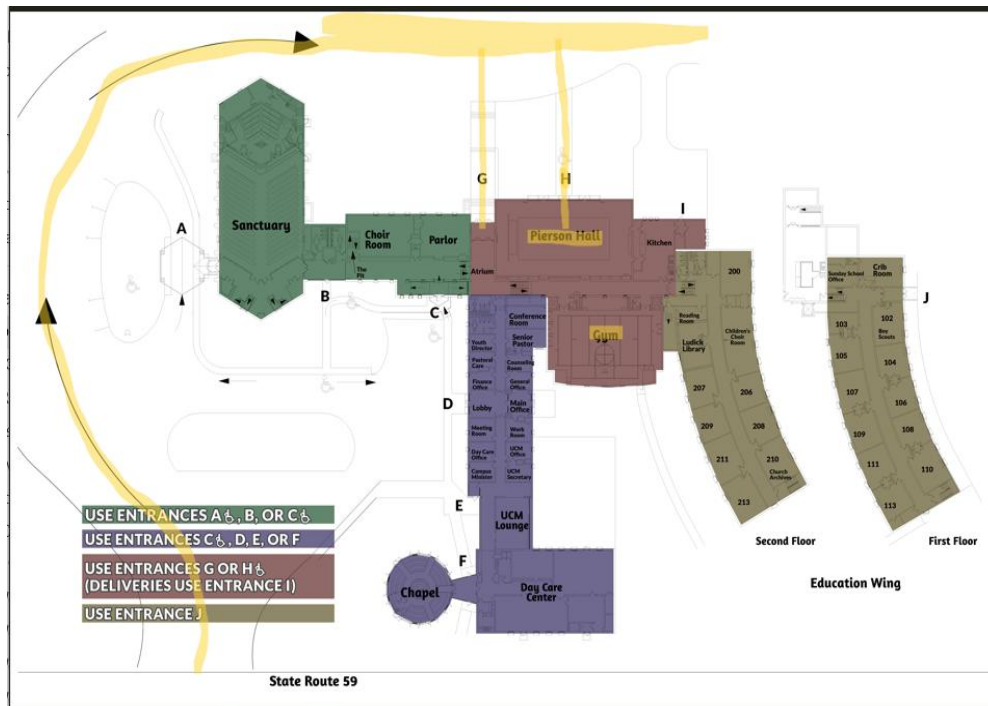 G
H
I
A
Sanctuary
Choir
Room
Parlor
The
Pit
Atrium
Pierson Hall
Kitchen
B
C
Conference
Room
Senior
Pastor
Youth
Director
Pastoral
Care
Counseling
Room
Finance
Office
General
Office
D
Lobby
Main
Office
Meeting
Room
Work
Room
Day Care
Office
UCM
Office
Campus
Minister
UCM
Secretary
E
UCM
Lounge
F
Chapel
Day Care
Center
Gym
200
Reading
Room
Ludick
Library
Children's
Choir
Room
207
206
209
208
211
210
Church
Archives
213
Second Floor
Sunday School
Office
Crib
Room
J
103
102
Bee
Scouts
105
104
107
106
109
108
111
110
113
First Floor
Education Wing
USE ENTRANCES A, B, OR C
USE ENTRANCES C, D, E, OR F
USE ENTRANCES G OR H
(DELIVERIES USE ENTRANCE I)
USE ENTRANCE J
State Route 59